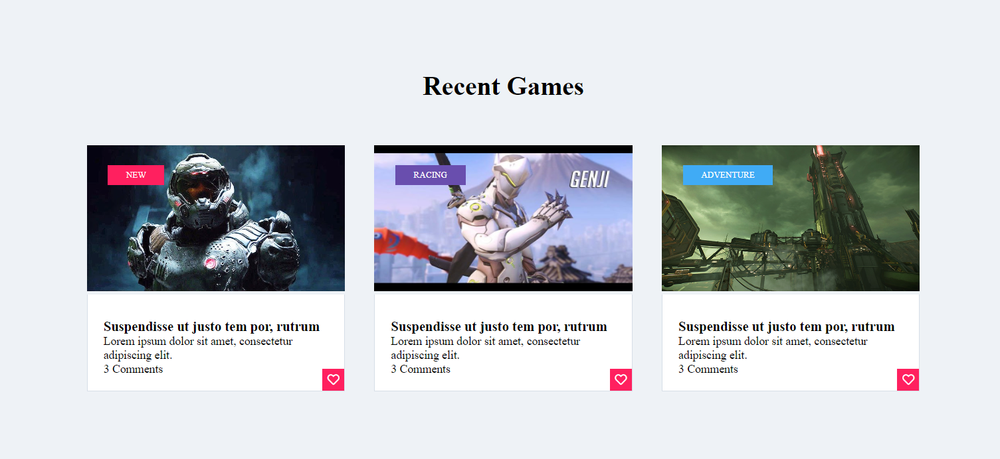 Recent Games
NEW
RACING
GENJI
ADVENTURE
Suspendisse ut justo tem por, rutrum
Lorem ipsum dolor sit amet, consectetur
adipiscing elit.
3 Comments
Suspendisse ut justo tem por, rutrum
Lorem ipsum dolor sit amet, consectetur
adipiscing elit.
3 Comments
Suspendisse ut justo tem por, rutrum
Lorem ipsum dolor sit amet, consectetur
adipiscing elit.
3 Comments